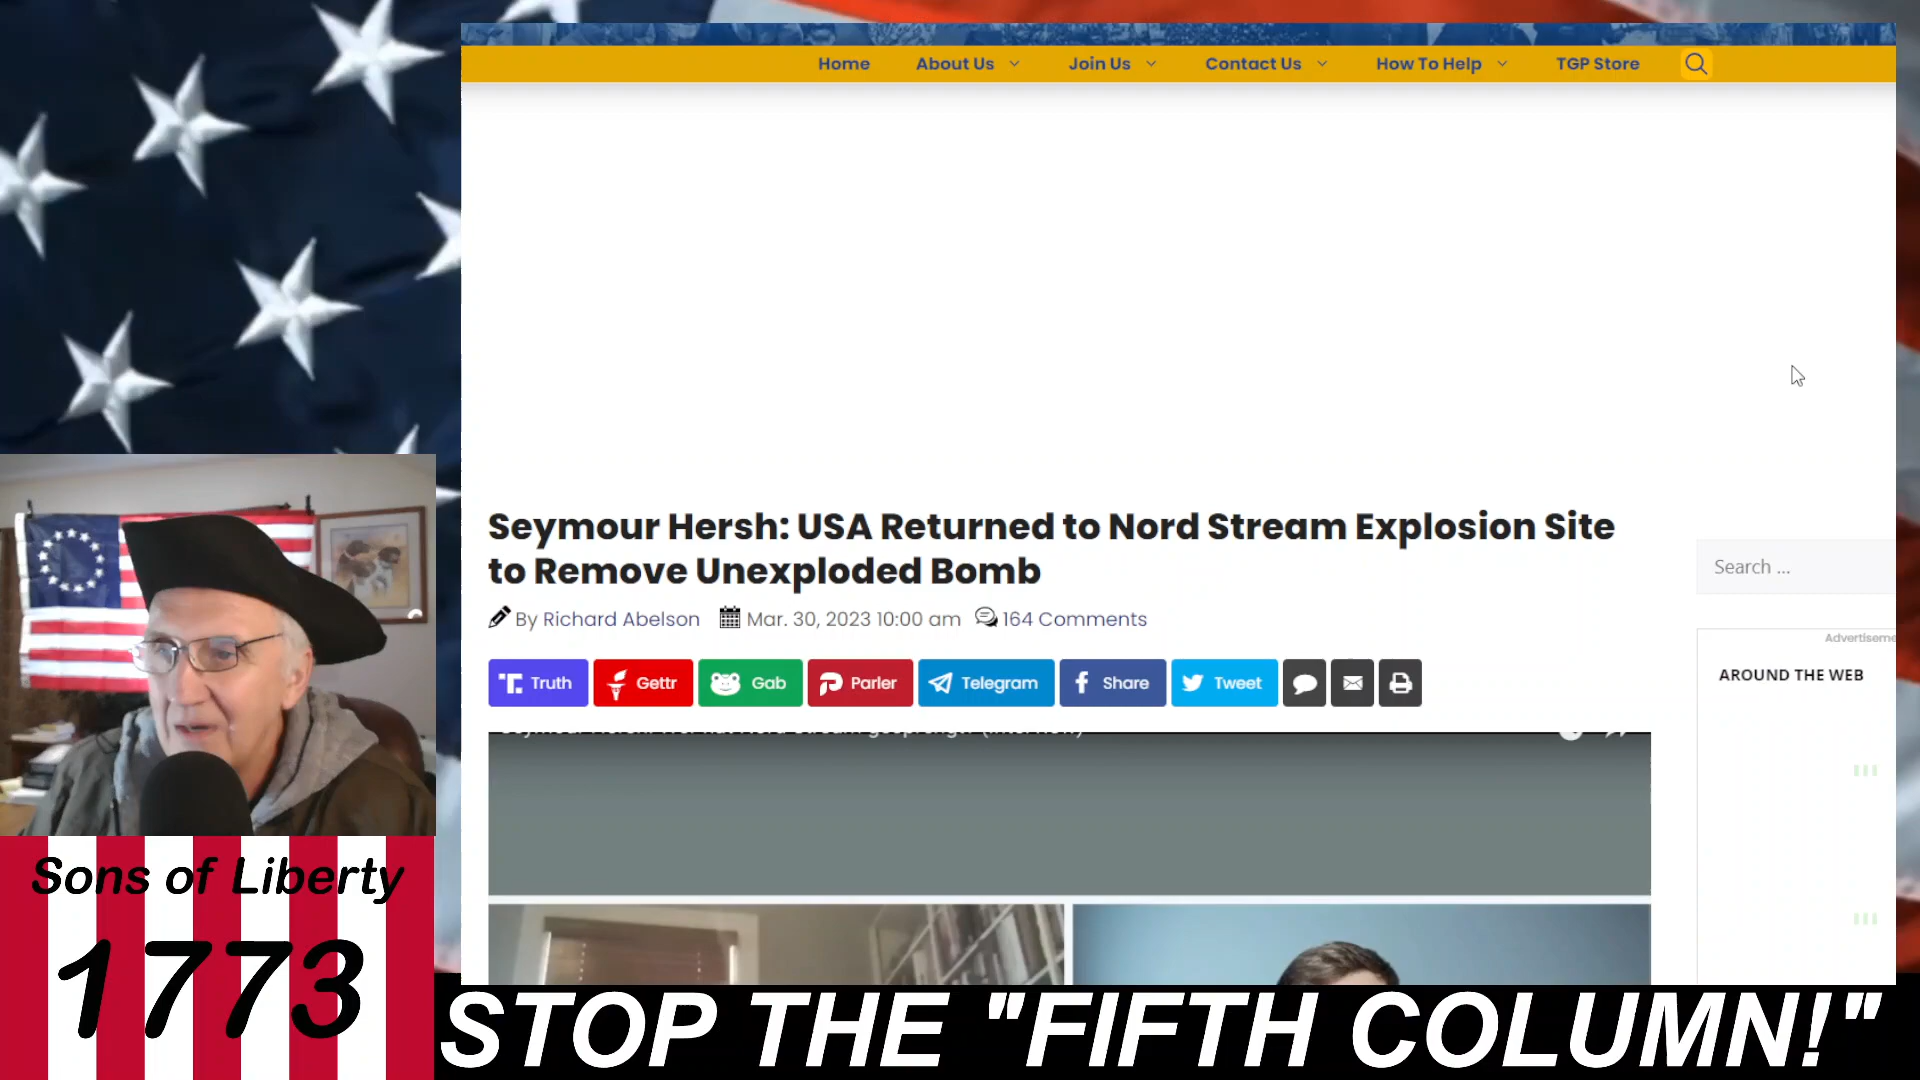 Home About Us Join Us Contact Us How To Help TGP Store
Seymour Hersh: USA Returned to Nord Stream Explosion Site
to Remove Unexploded Bomb
By Richard Abelson Mar. 30, 2023 10:00 am 164 Comments
Truth Gettr Gab Parler Telegram Share Tweet
Search ...
Advertiseme
AROUND THE WEB
Sons of Liberty
1773
STOP THE "FIFTH COLUMN!"